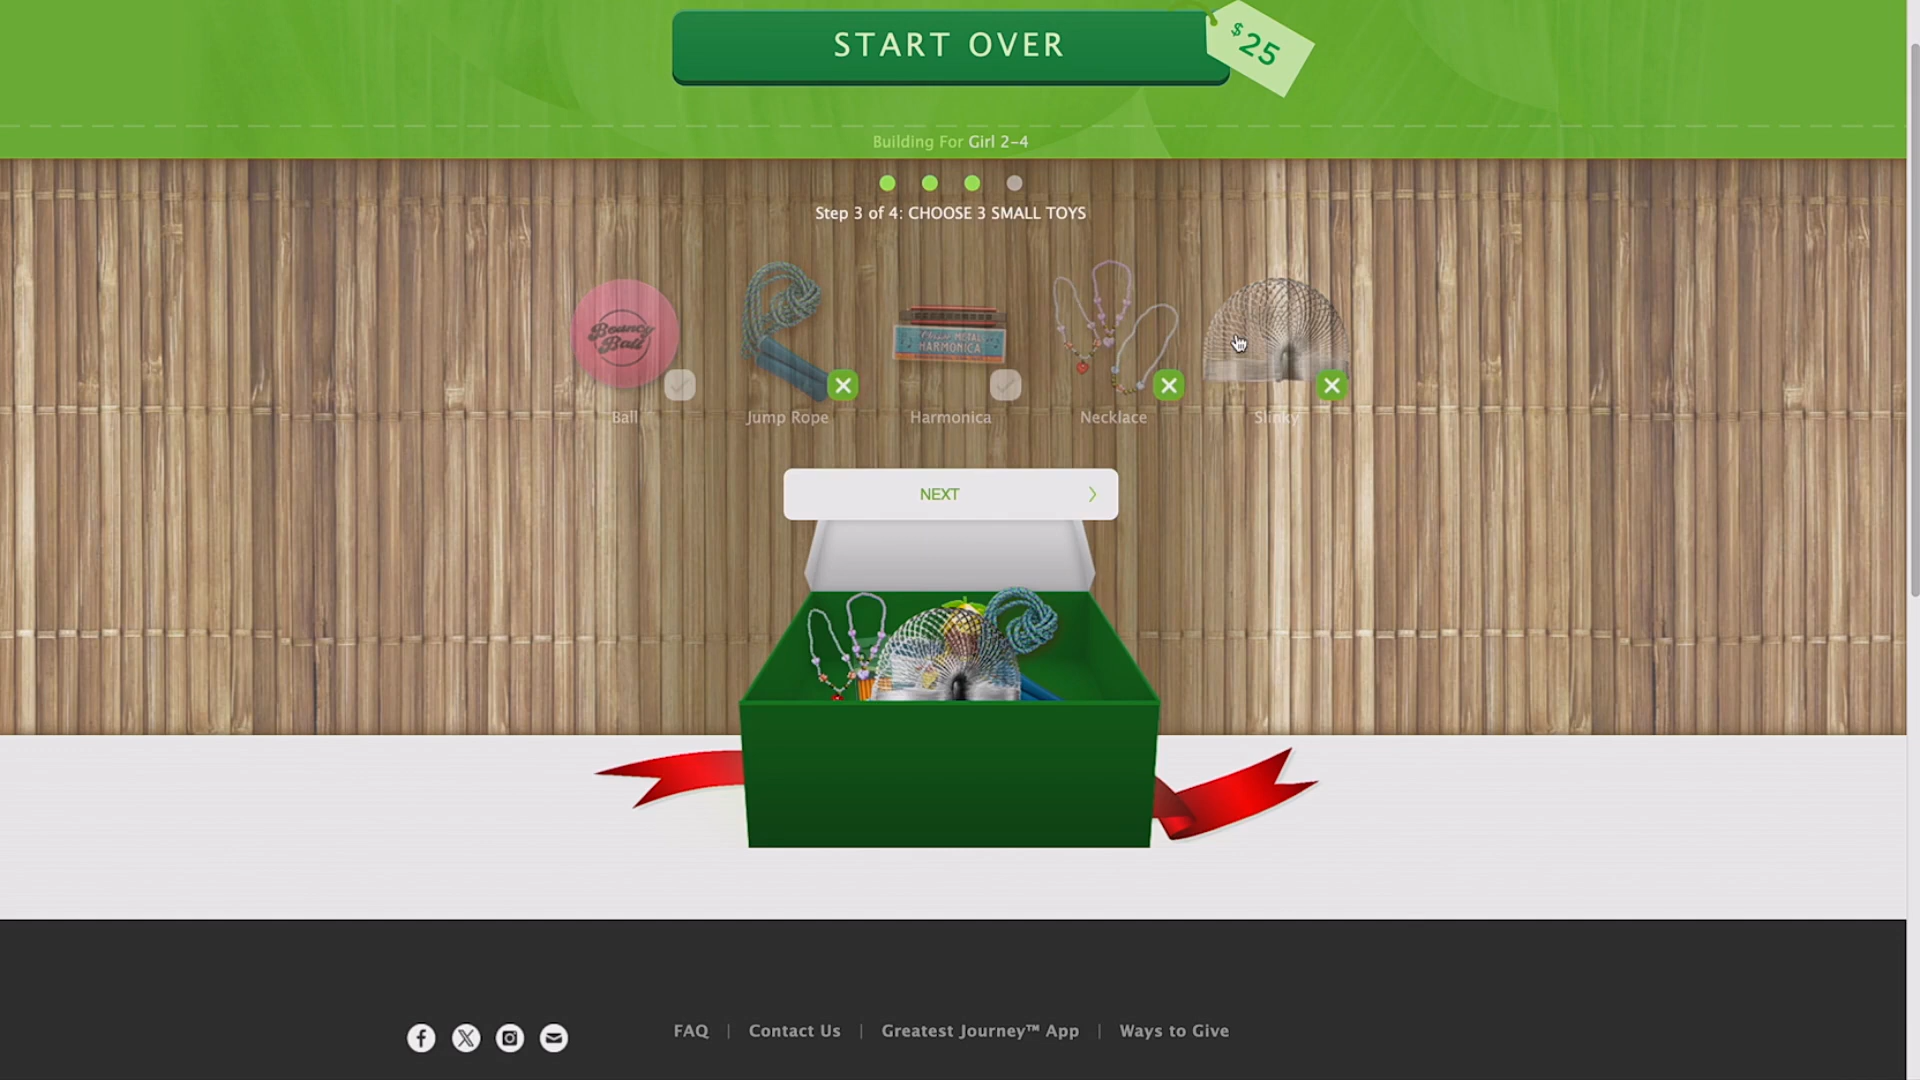 START OVER
$25
Building For Girl 2-4
Step 3 of 4: CHOOSE 3 SMALL TOYS
Bouncy
Ball
METAL
HARMONICA
Ball
Jump Rope
Harmonica
Necklace
Slinky
NEXT
FAQ | Contact Us | Greatest Journey™ App | Ways to Give